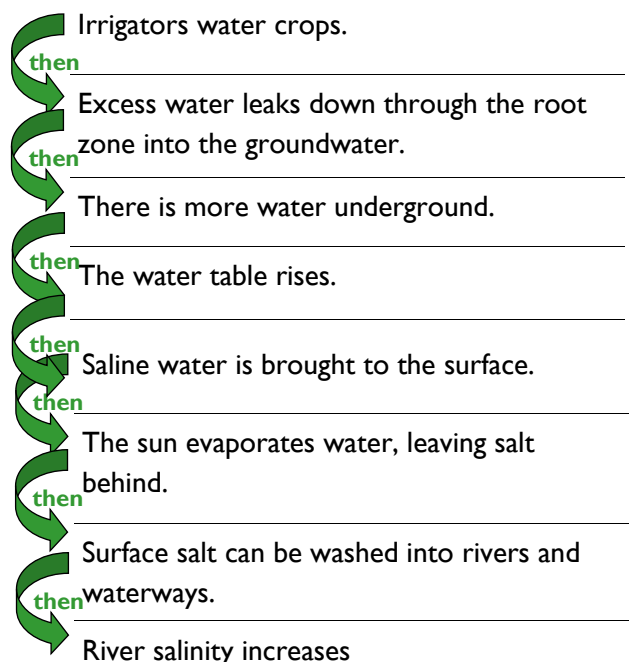 Irrigators water crops.
then
Excess water leaks down through the root
then zone into the groundwater.
There is more water underground.
then
The water table rises.
then
Saline water is brought to the surface.
then
The sun evaporates water, leaving salt
behind.
then
Surface salt can be washed into rivers and
then waterways.
River salinity increases